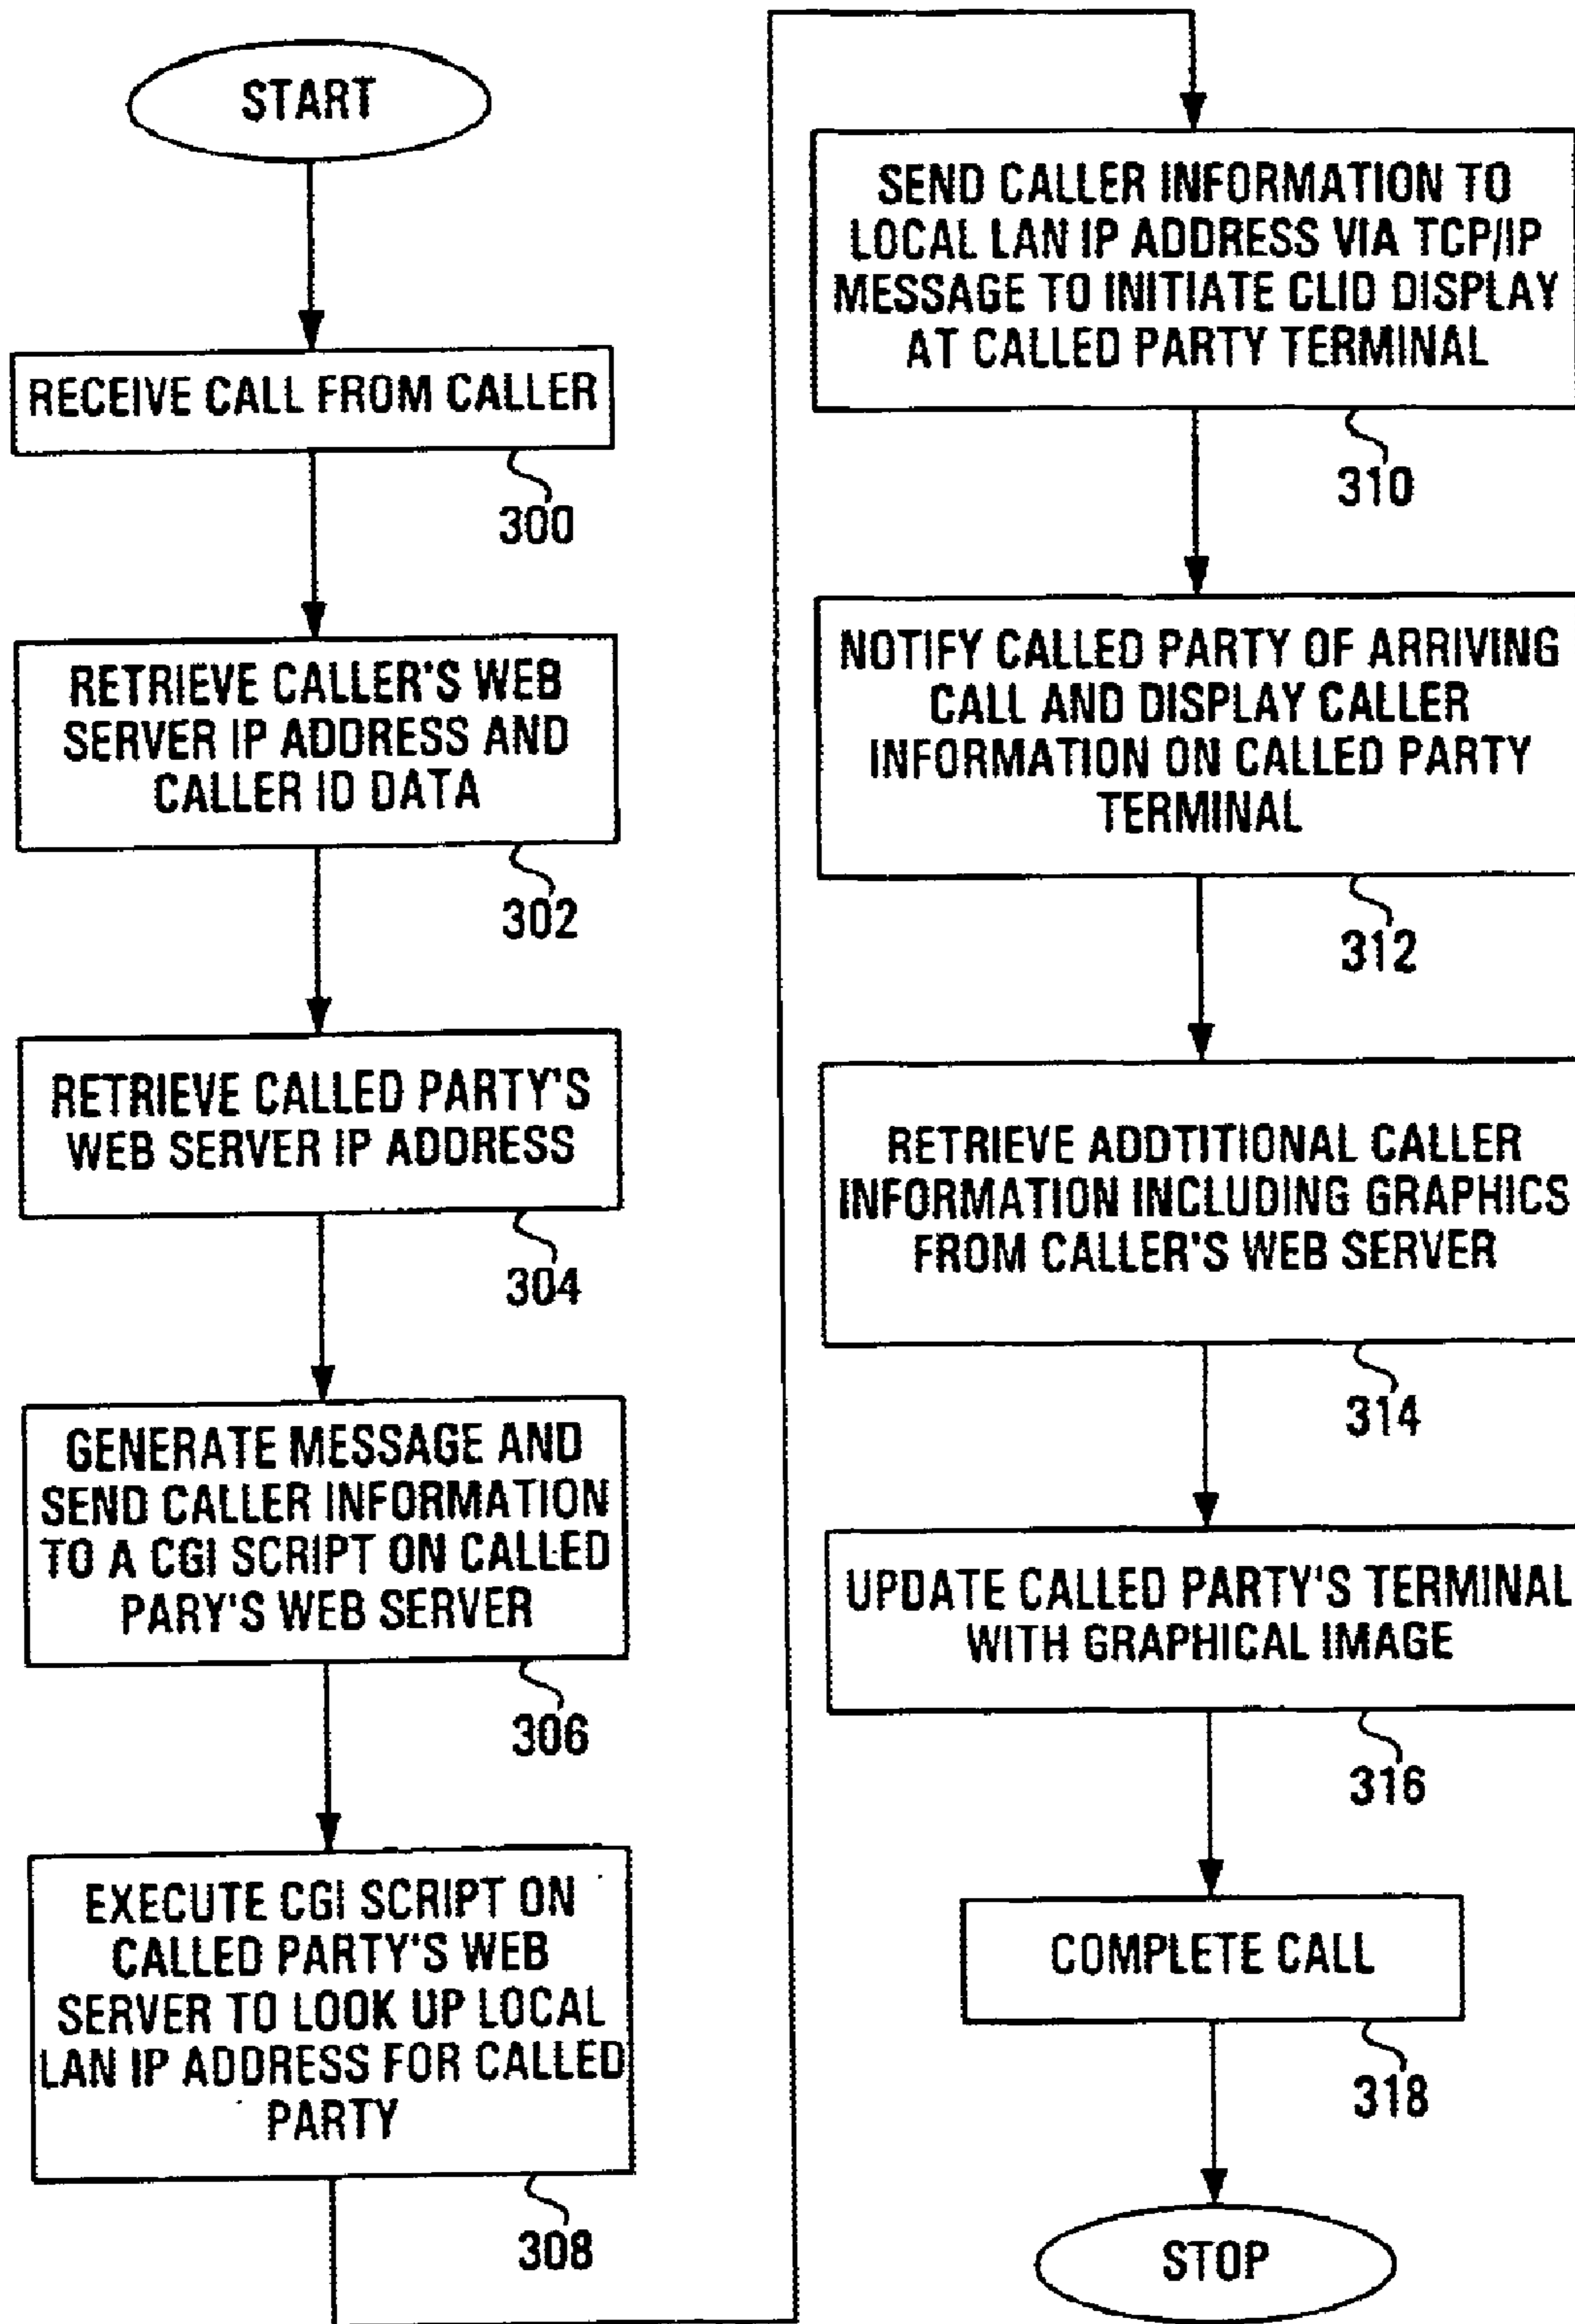 START
RECEIVE CALL FROM CALLER
300
RETRIEVE CALLER'S WEB
SERVER IP ADDRESS AND
CALLER ID DATA
302
RETRIEVE CALLED PARTY'S
WEB SERVER IP ADDRESS
304
GENERATE MESSAGE AND
SEND CALLER INFORMATION
TO A CGI SCRIPT ON CALLED
PARY'S WEB SERVER
306
EXECUTE CGI SCRIPT ON
CALLED PARTY'S WEB
SERVER TO LOOK UP LOCAL
LAN IP ADDRESS FOR CALLED
PARTY
308
SEND CALLER INFORMATION TO
LOCAL LAN IP ADDRESS VIA TCP/IP
MESSAGE TO INITIATE CLID DISPLAY
AT CALLED PARTY TERMINAL
310
NOTIFY CALLED PARTY OF ARRIVING
CALL AND DISPLAY CALLER
INFORMATION ON CALLED PARTY
TERMINAL
312
RETRIEVE ADDTITIONAL CALLER
INFORMATION INCLUDING GRAPHICS
FROM CALLER'S WEB SERVER
314
UPDATE CALLED PARTY'S TERMINAL
WITH GRAPHICAL IMAGE
316
COMPLETE CALL
318
STOP